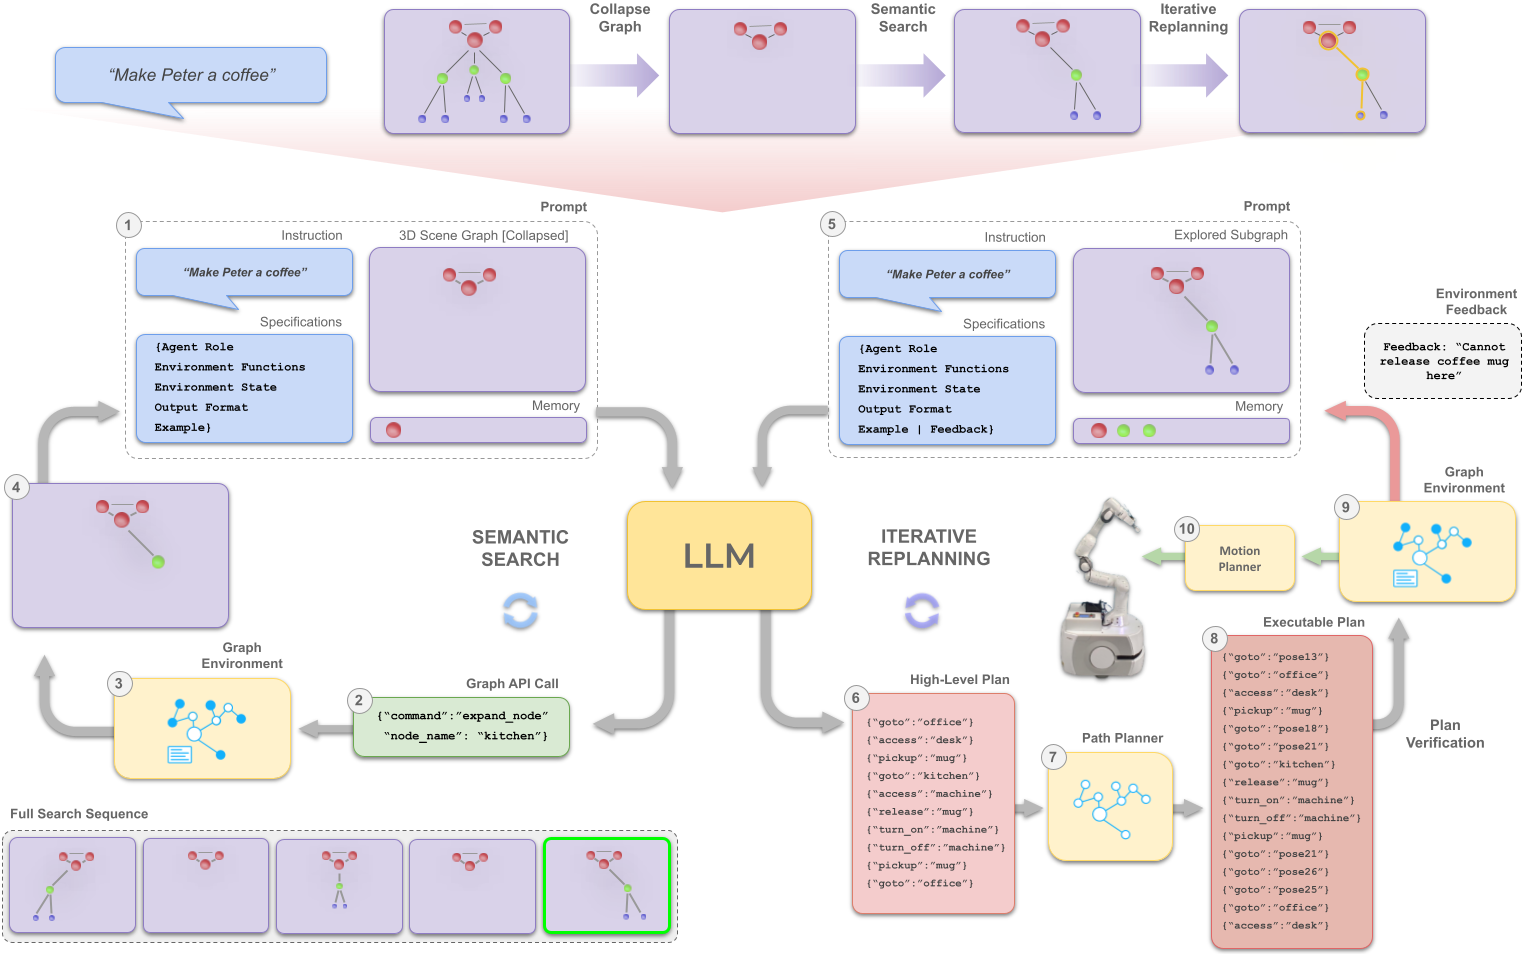 Collapse
Graph
Semantic
Search
Iterative
Replanning
“Make Peter a coffee”
1
Prompt
Instruction
3D Scene Graph [Collapsed]
“Make Peter a coffee”
Specifications
{Agent Role
Environment Functions
Environment State
Output Format
Example}
Memory
5
Prompt
Instruction
Explored Subgraph
“Make Peter a coffee”
Specifications
{Agent Role
Environment Functions
Environment State
Output Format
Example | Feedback}
Memory
Environment
Feedback
Feedback: “Cannot
release coffee mug
here”
4
SEMANTIC
SEARCH
LLM
ITERATIVE
REPLANNING
10
Motion
Planner
Graph
Environment
9
Graph
Environment
3
Graph API Call
2
{“command”:”expand_node”
“node_name”: “kitchen”}
High-Level Plan
6
{“goto”:”office”}
{“access”:”desk”}
{“pickup”:”mug”}
{“goto”:”kitchen”}
{“access”:”machine”}
{“release”:”mug”}
{“turn_on”:”machine”}
{“turn_off”:”machine”}
{“pickup”:”mug”}
{“goto”:”office”}
Path Planner
7
Executable Plan
8
{“goto”:”pose13”}
{“goto”:”office”}
{“access”:”desk”}
{“pickup”:”mug”}
{“goto”:”pose18”}
{“goto”:”pose21”}
{“goto”:”kitchen”}
{“release”:”mug”}
{“turn_on”:”machine”}
{“turn_off”:”machine”}
{“pickup”:”mug”}
{“goto”:”pose21”}
{“goto”:”pose26”}
{“goto”:”pose25”}
{“goto”:”office”}
{“access”:”desk”}
Plan
Verification
Full Search Sequence